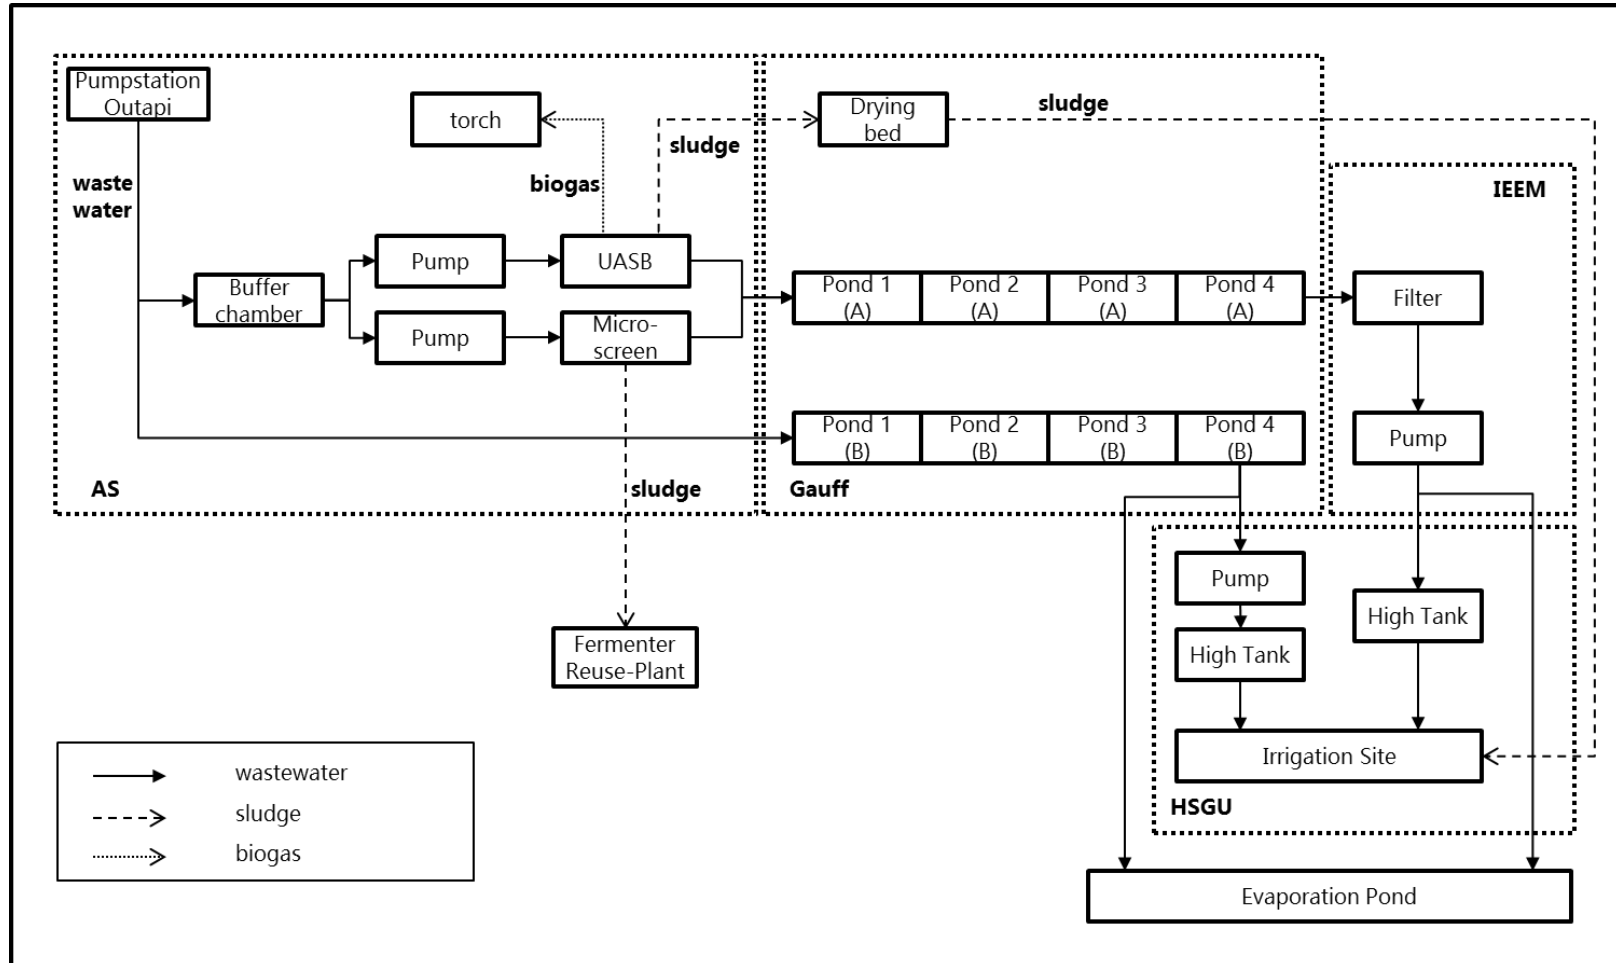 Pumpstation
Outapi
torch
Drying
bed
sludge
sludge
waste
water
biogas
IEEM
Pump
UASB
Buffer
chamber
Pond 1
(A)
Pond 2
(A)
Pond 3
(A)
Pond 4
(A)
Filter
Pump
Micro-
screen
Pond 1
(B)
Pond 2
(B)
Pond 3
(B)
Pond 4
(B)
Pump
AS
sludge
Gauff
Pump
High Tank
High Tank
Fermenter
Reuse-Plant
Irrigation Site
HSGU
wastewater
sludge
biogas
Evaporation Pond